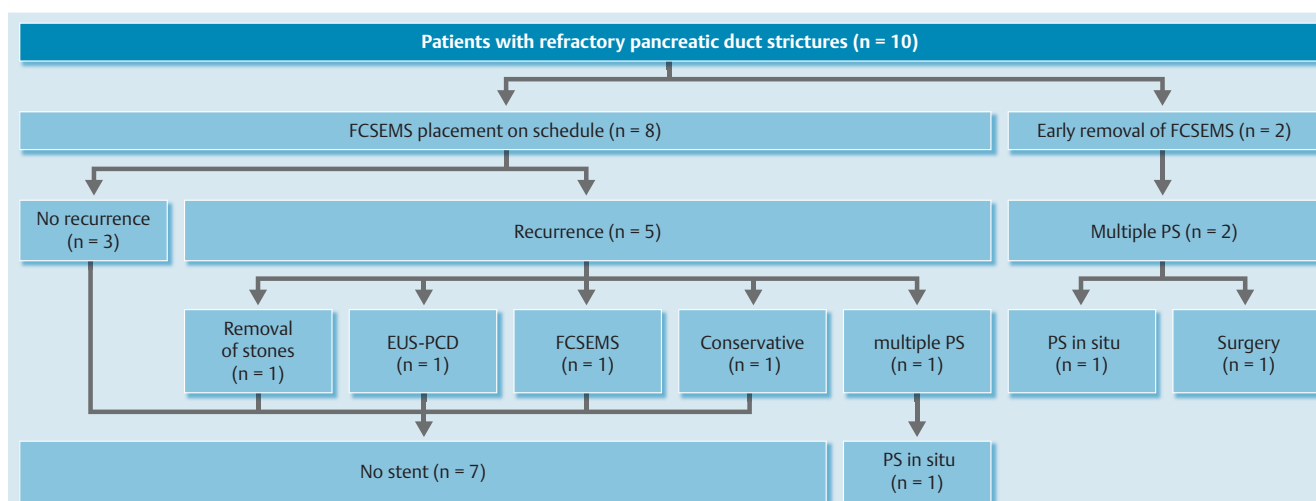 Patients with refractory pancreatic duct strictures (n = 10)
FCSEMS placement on schedule (n = 8)
Early removal of FCSEMS (n = 2)
No recurrence
(n = 3)
Recurrence (n = 5)
Multiple PS (n = 2)
Removal
of stones
(n = 1)
EUS-PCD
(n = 1)
FCSEMS
(n = 1)
Conservative
(n = 1)
multiple PS
(n = 1)
PS in situ
(n = 1)
Surgery
(n = 1)
No stent (n = 7)
PS in situ
(n = 1)